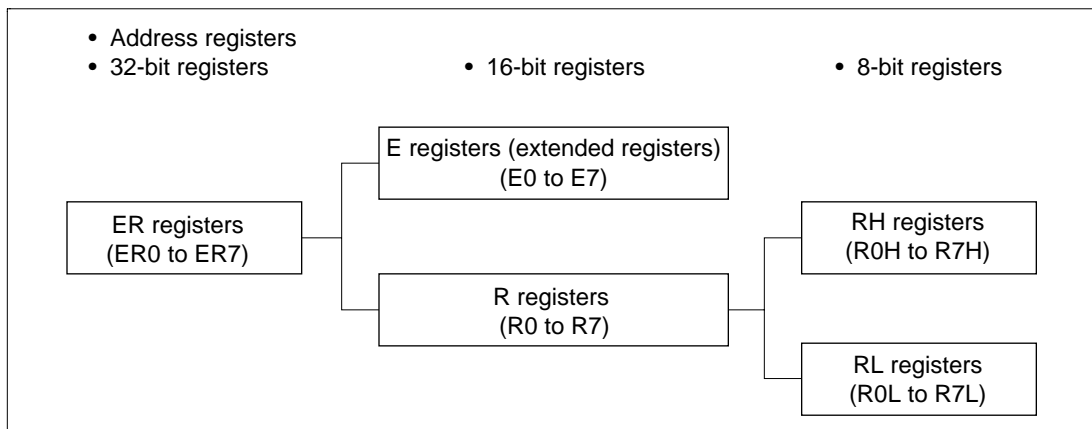 • Address registers
• 32-bit registers
• 16-bit registers
• 8-bit registers
E registers (extended registers)
(E0 to E7)
ER registers
(ER0 to ER7)
RH registers
(R0H to R7H)
R registers
(R0 to R7)
RL registers
(R0L to R7L)